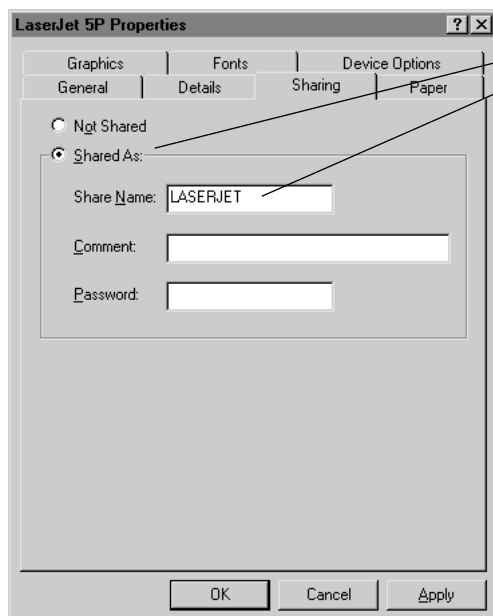 LaserJet 5P Properties
? X
Graphics Fonts Device Options
General Details Sharing Paper
Not Shared
Shared As:
Share Name: LASERJET
Comment:
Password:
OK Cancel Apply